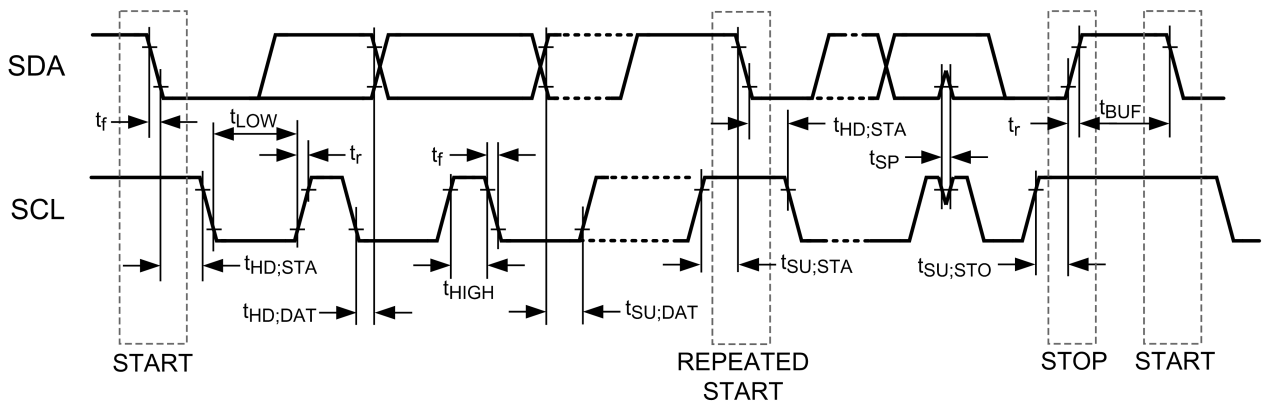 SDA
tf
tLOW
tr
tf
tHD;STA
tSP
tr
tBUF
SCL
tHD;STA
tHD;DAT
tHIGH
tSU;DAT
tSU;STA
tSU;STO
START
REPEATED
START
STOP
START